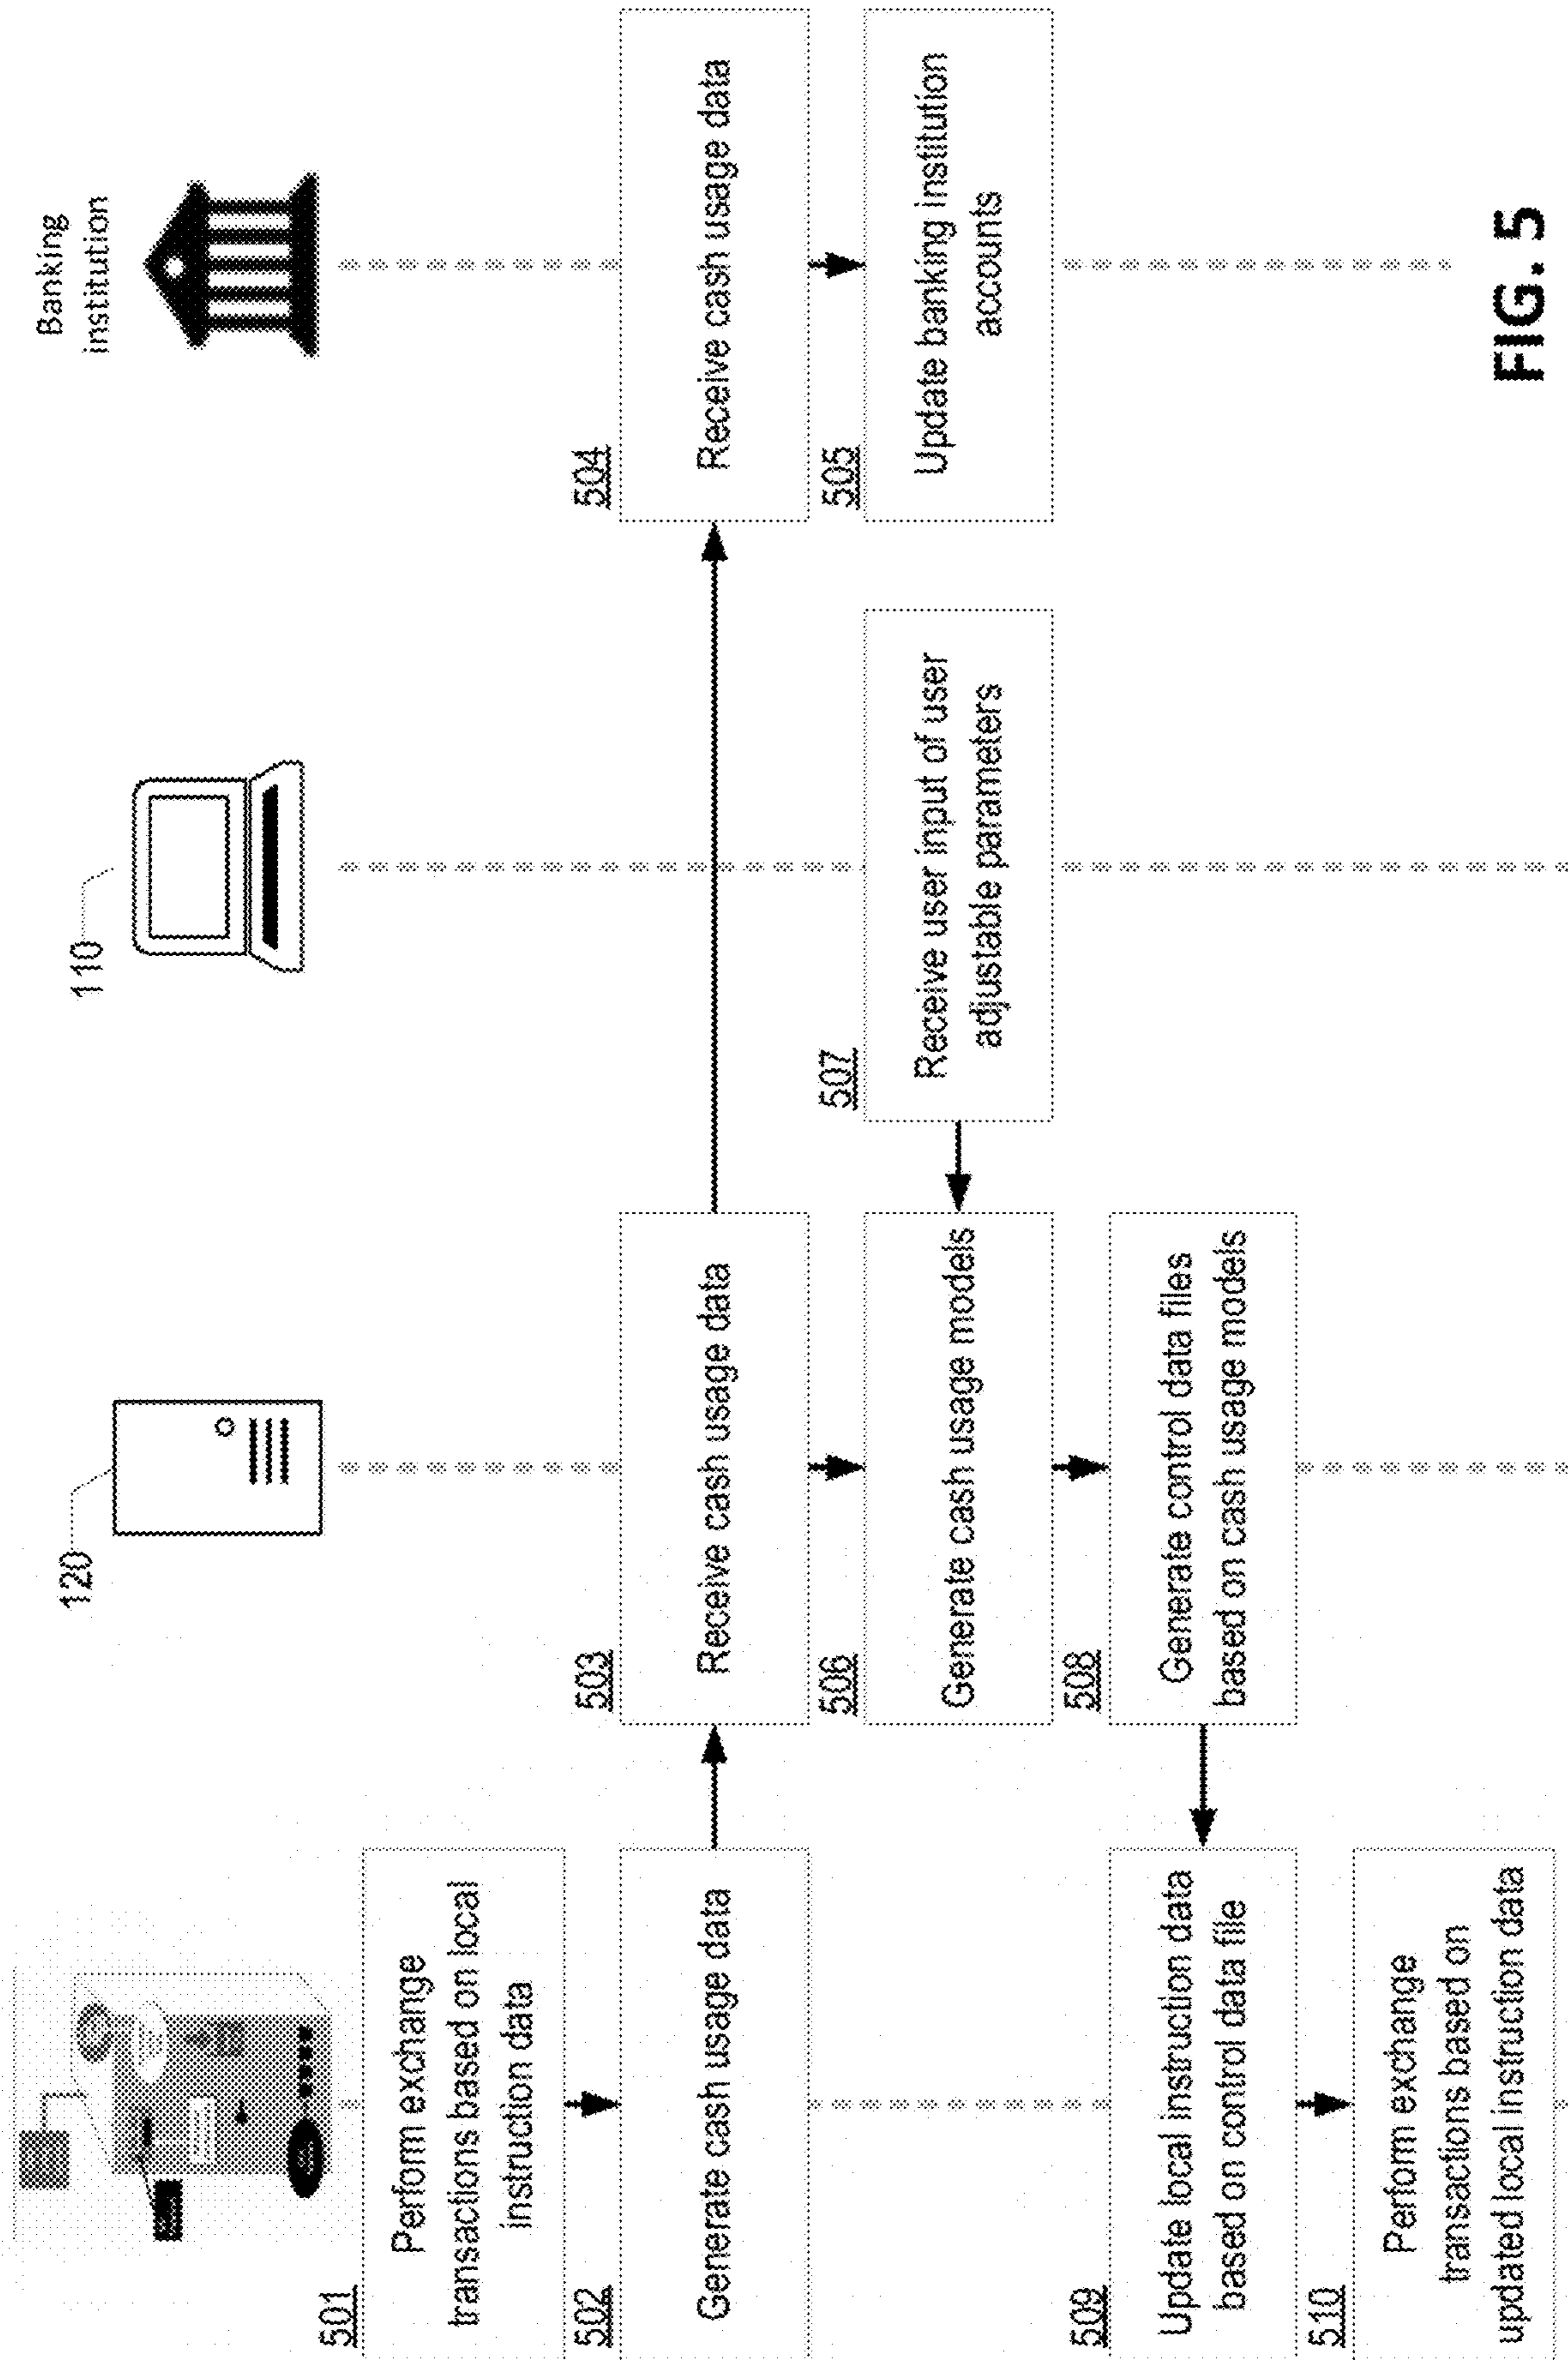 120
110
Banking
institution
501
Perform exchange
transactions based on local
instruction data
502
Generate cash usage data
503
Receive cash usage data
504
Receive cash usage data
505
Update banking institution
accounts
506
Generate cash usage models
507
Receive user input of user
adjustable parameters
508
Generate control data files
based on cash usage models
509
Update local instruction data
based on control data file
510
Perform exchange
transactions based on
updated local instruction data
FIG. 5